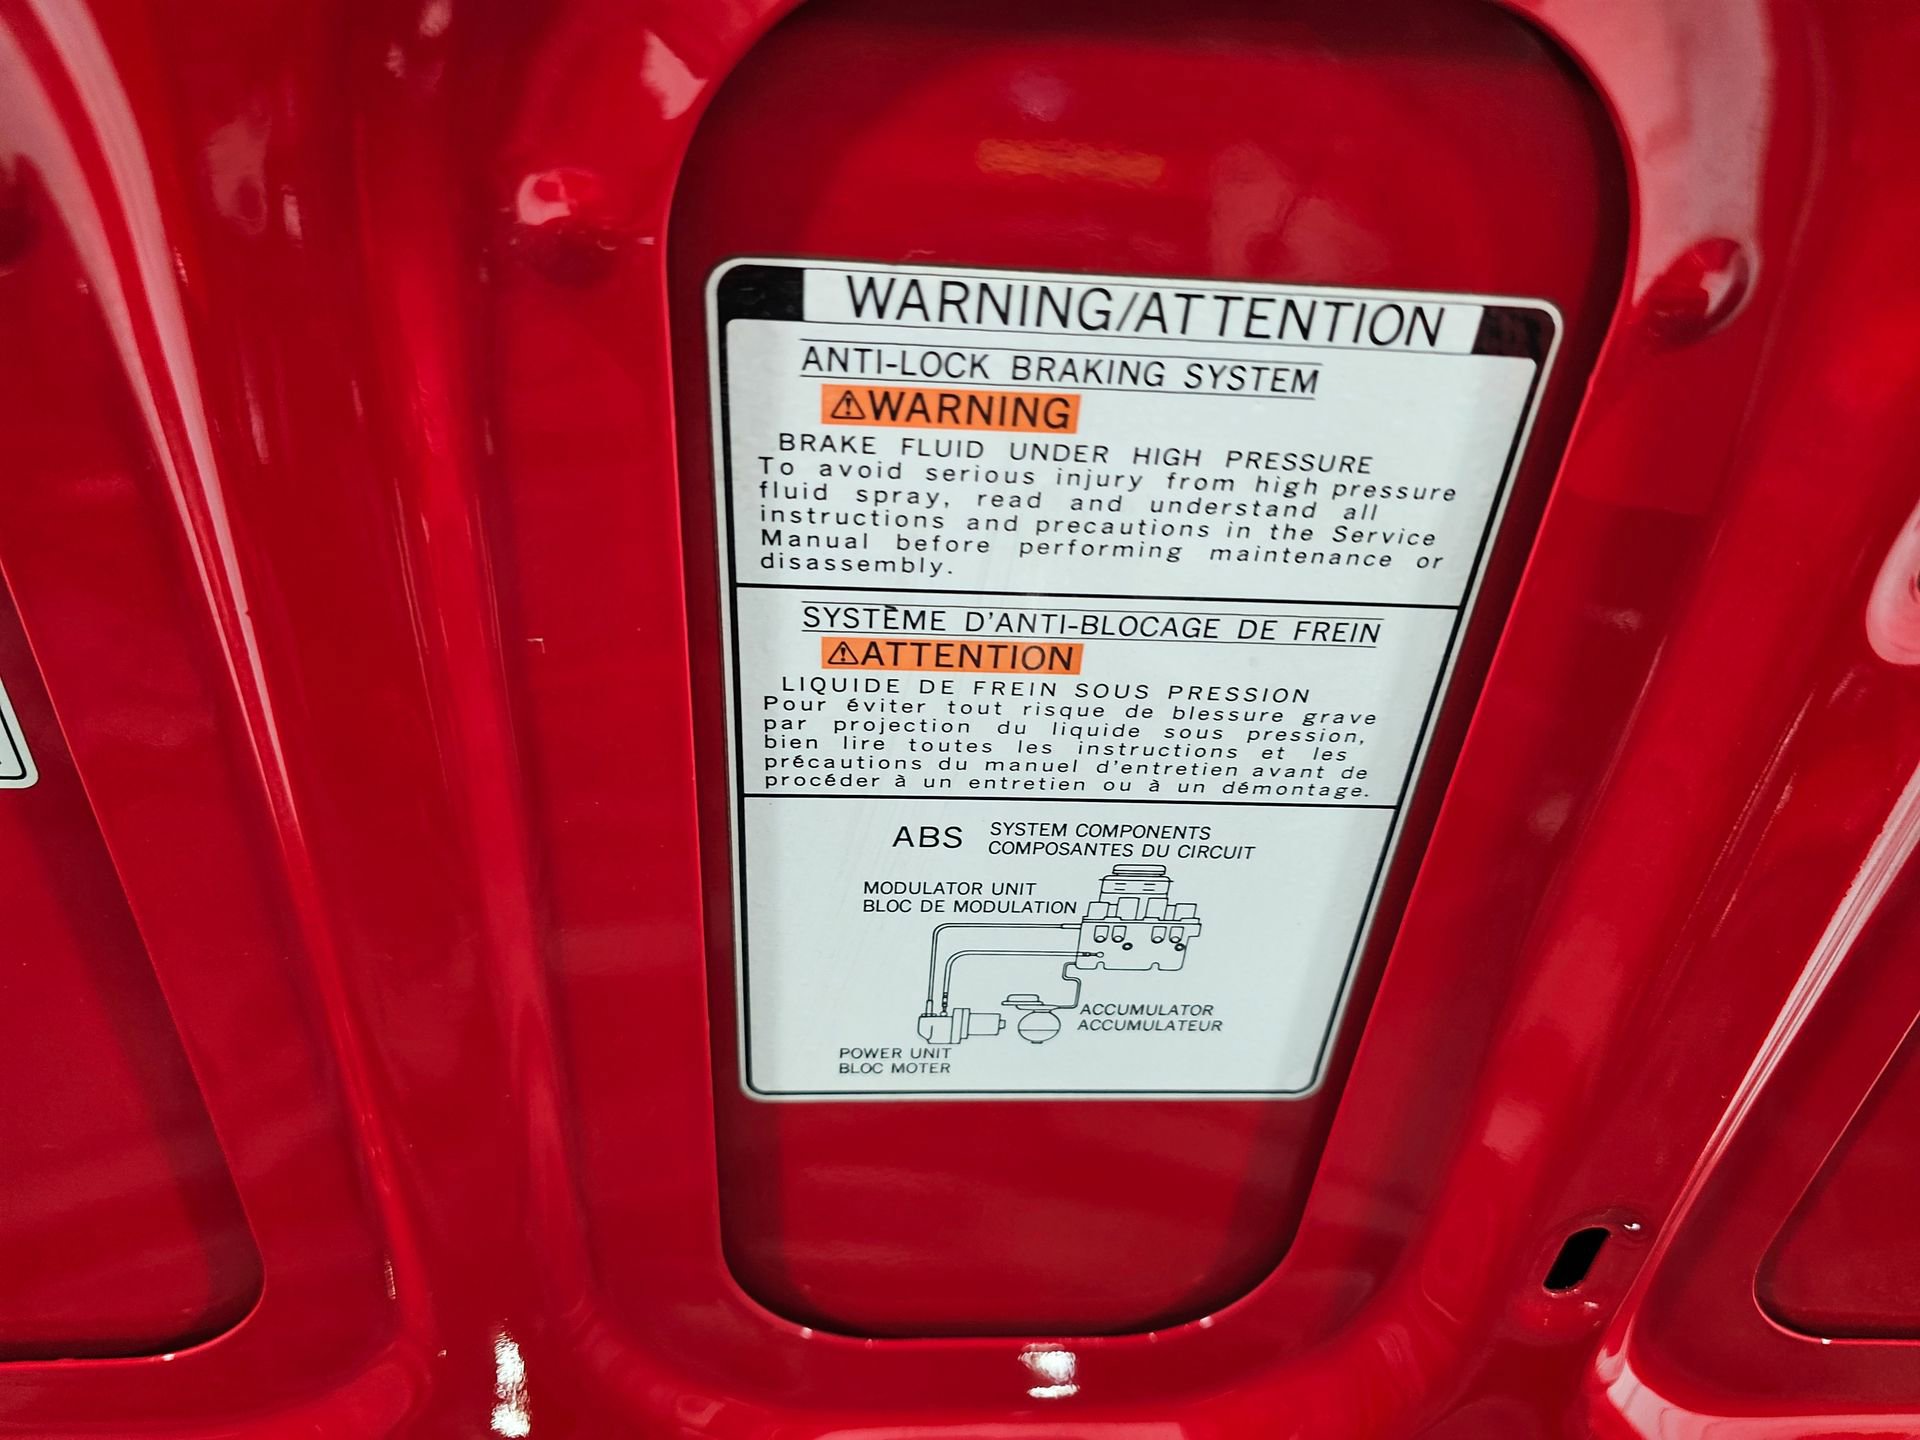 WARNING/ATTENTION
ANTI-LOCK BRAKING SYSTEM
⚠WARNING
BRAKE FLUID UNDER HIGH PRESSURE
To avoid serious injury from high pressure
fluid spray, read and understand all
instructions and precautions in the Service
Manual before performing maintenance or
disassembly.
SYSTÈME D'ANTI-BLOCAGE DE FREIN
⚠ATTENTION
LIQUIDE DE FREIN SOUS PRESSION
Pour éviter tout risque de blessure grave
par projection du liquide sous pression,
bien lire toutes les instructions et les
précautions du manuel d'entretien avant de
procéder à un entretien ou à un démontage.
ABS SYSTEM COMPONENTS
COMPOSANTES DU CIRCUIT
MODULATOR UNIT
BLOC DE MODULATION
ACCUMULATOR
ACCUMULATEUR
POWER UNIT
BLOC MOTER